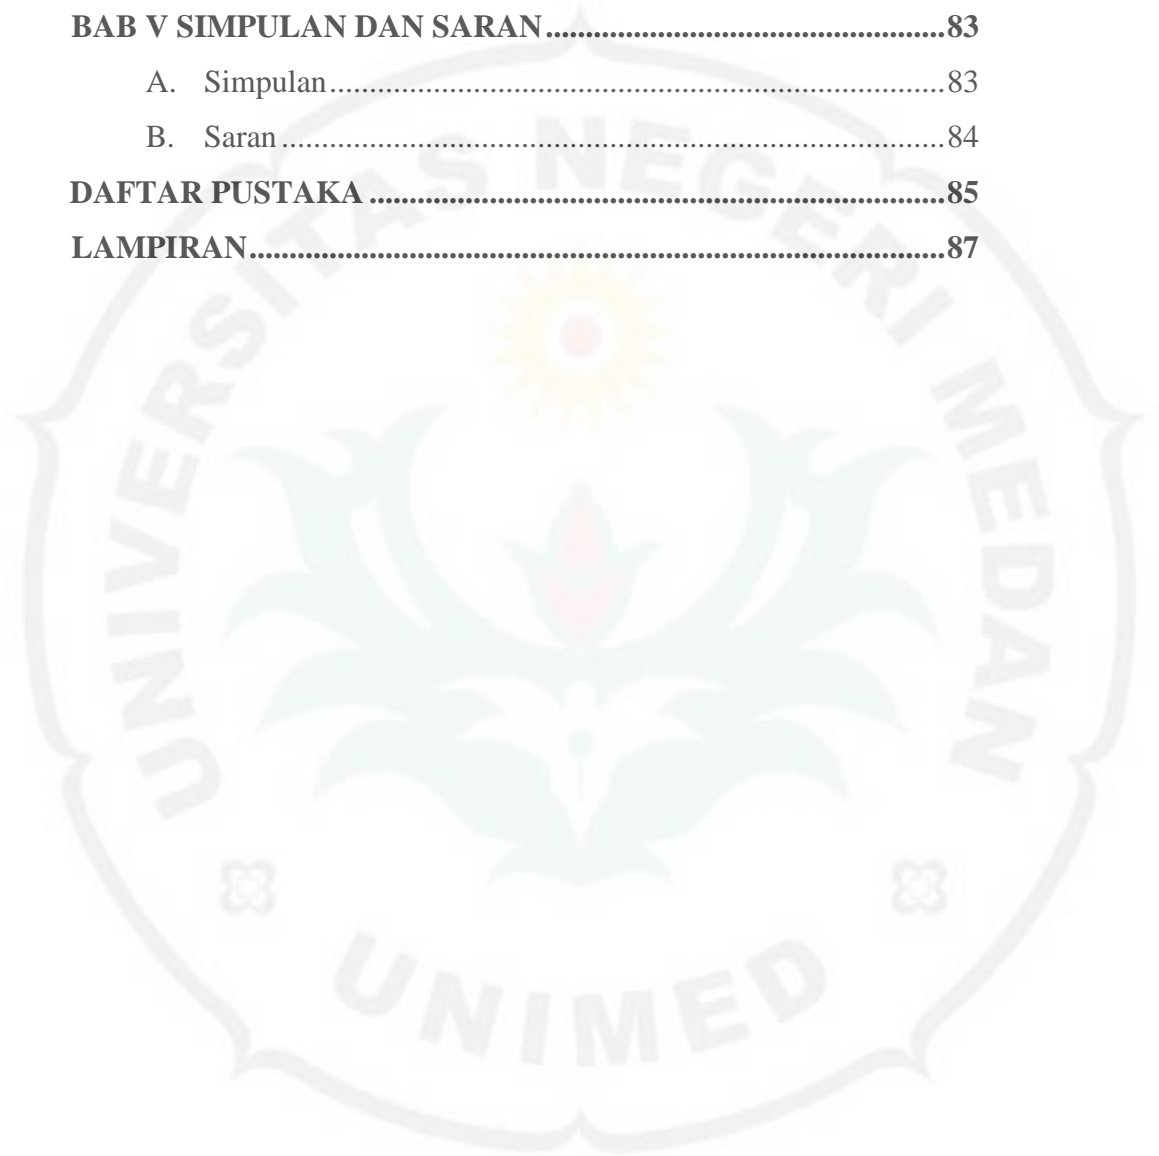 BAB V SIMPULAN DAN SARAN...................................................83
A. Simpulan.............................................................................83
B. Saran...................................................................................84
DAFTAR PUSTAKA.........................................................................85
LAMPIRAN.........................................................................................87
UNIVERSITAS NEGERI MEDAN
UNIMED